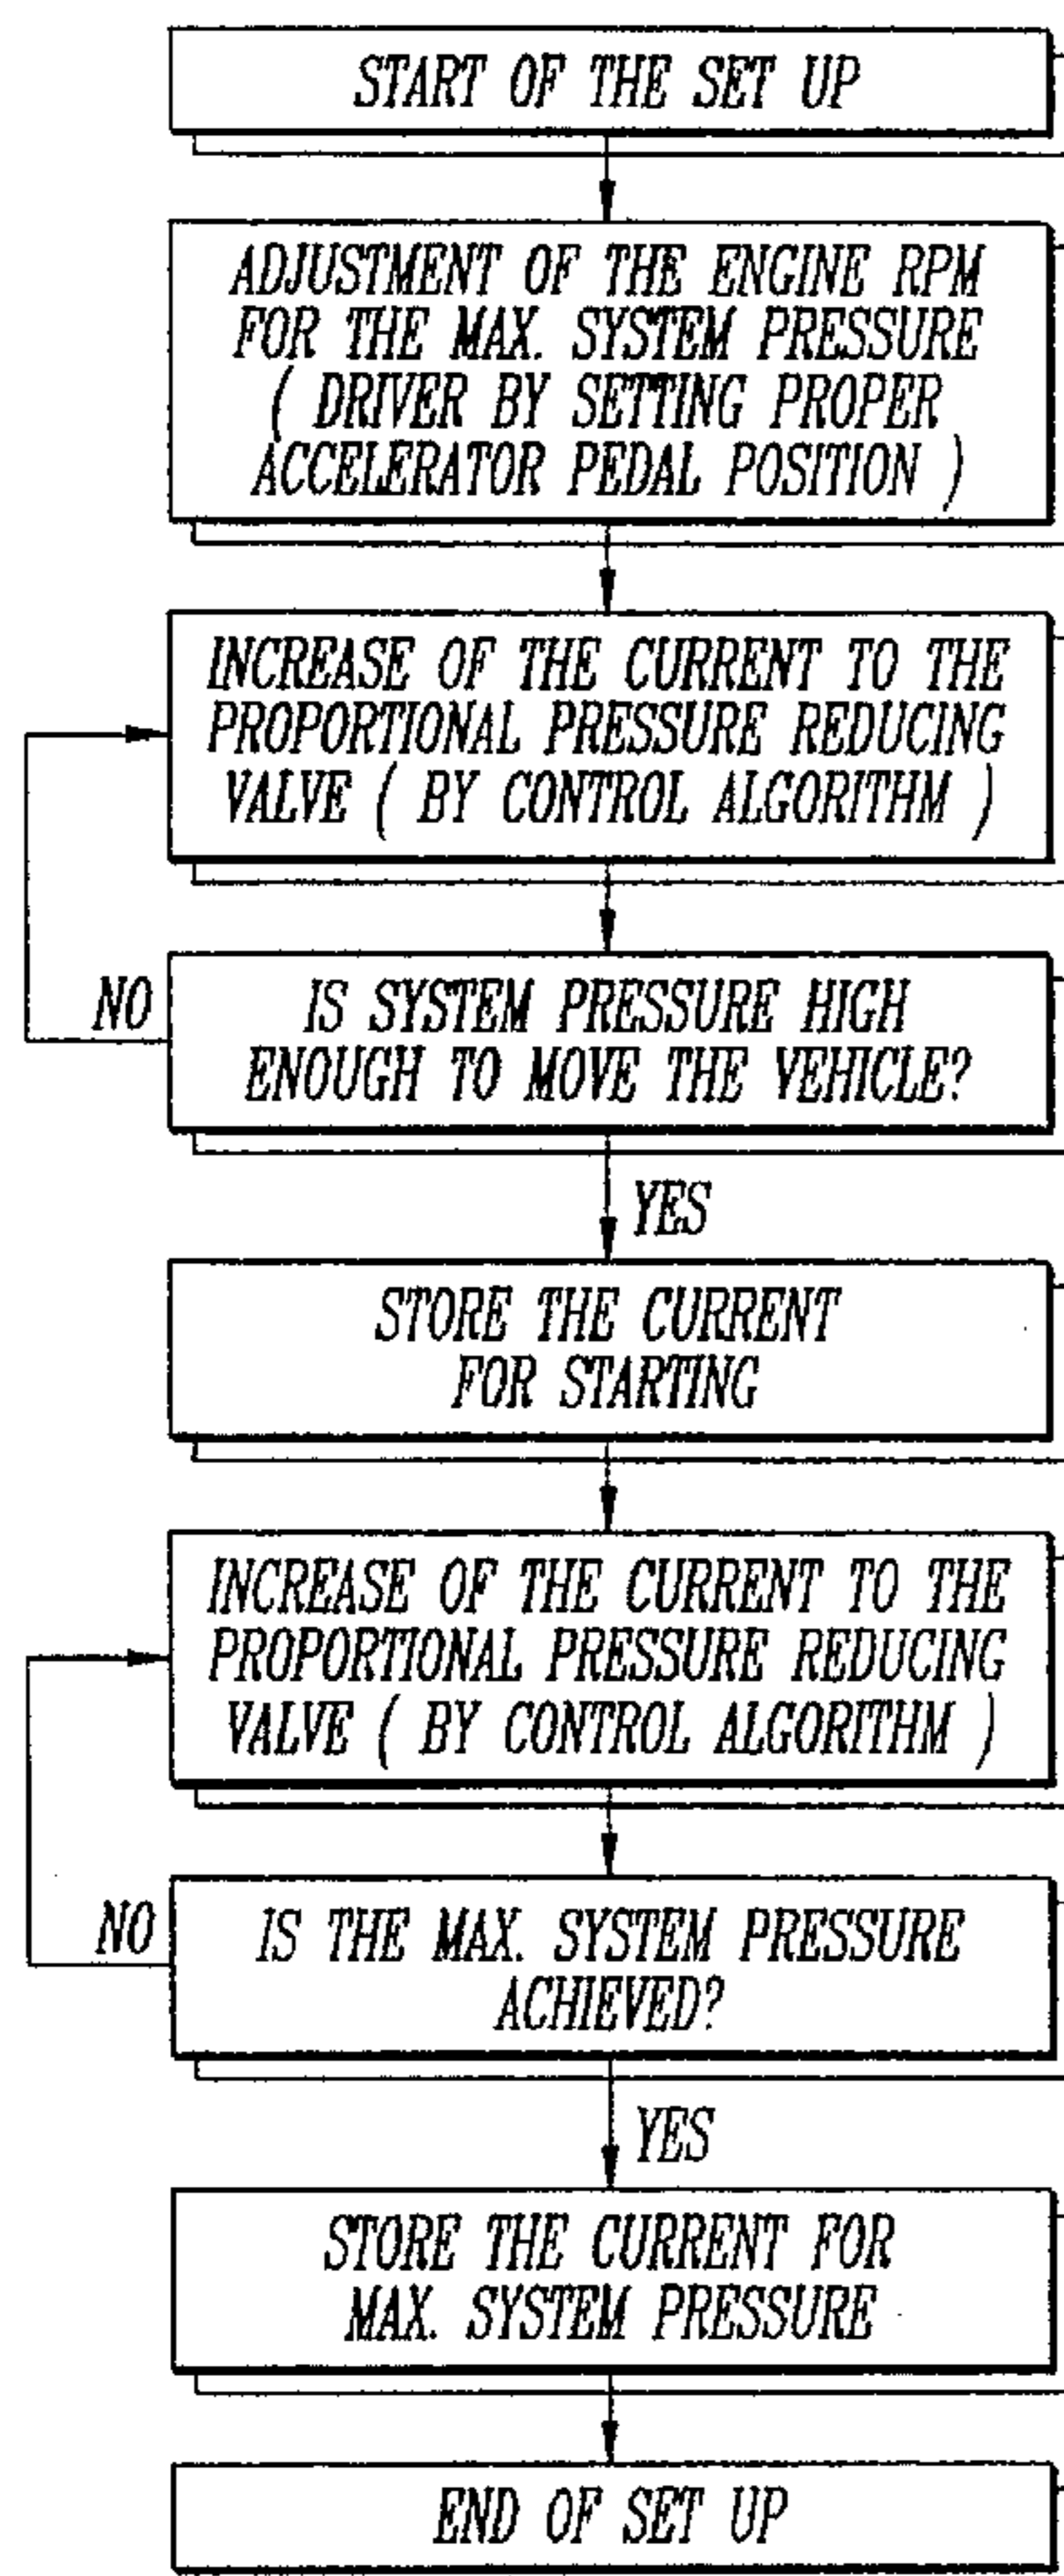 START OF THE SET UP
ADJUSTMENT OF THE ENGINE RPM
FOR THE MAX. SYSTEM PRESSURE
( DRIVER BY SETTING PROPER
ACCELERATOR PEDAL POSITION )
INCREASE OF THE CURRENT TO THE
PROPORTIONAL PRESSURE REDUCING
VALVE ( BY CONTROL ALGORITHM )
NO
IS SYSTEM PRESSURE HIGH
ENOUGH TO MOVE THE VEHICLE?
YES
STORE THE CURRENT
FOR STARTING
INCREASE OF THE CURRENT TO THE
PROPORTIONAL PRESSURE REDUCING
VALVE ( BY CONTROL ALGORITHM )
NO
IS THE MAX. SYSTEM PRESSURE
ACHIEVED?
YES
STORE THE CURRENT FOR
MAX. SYSTEM PRESSURE
END OF SET UP